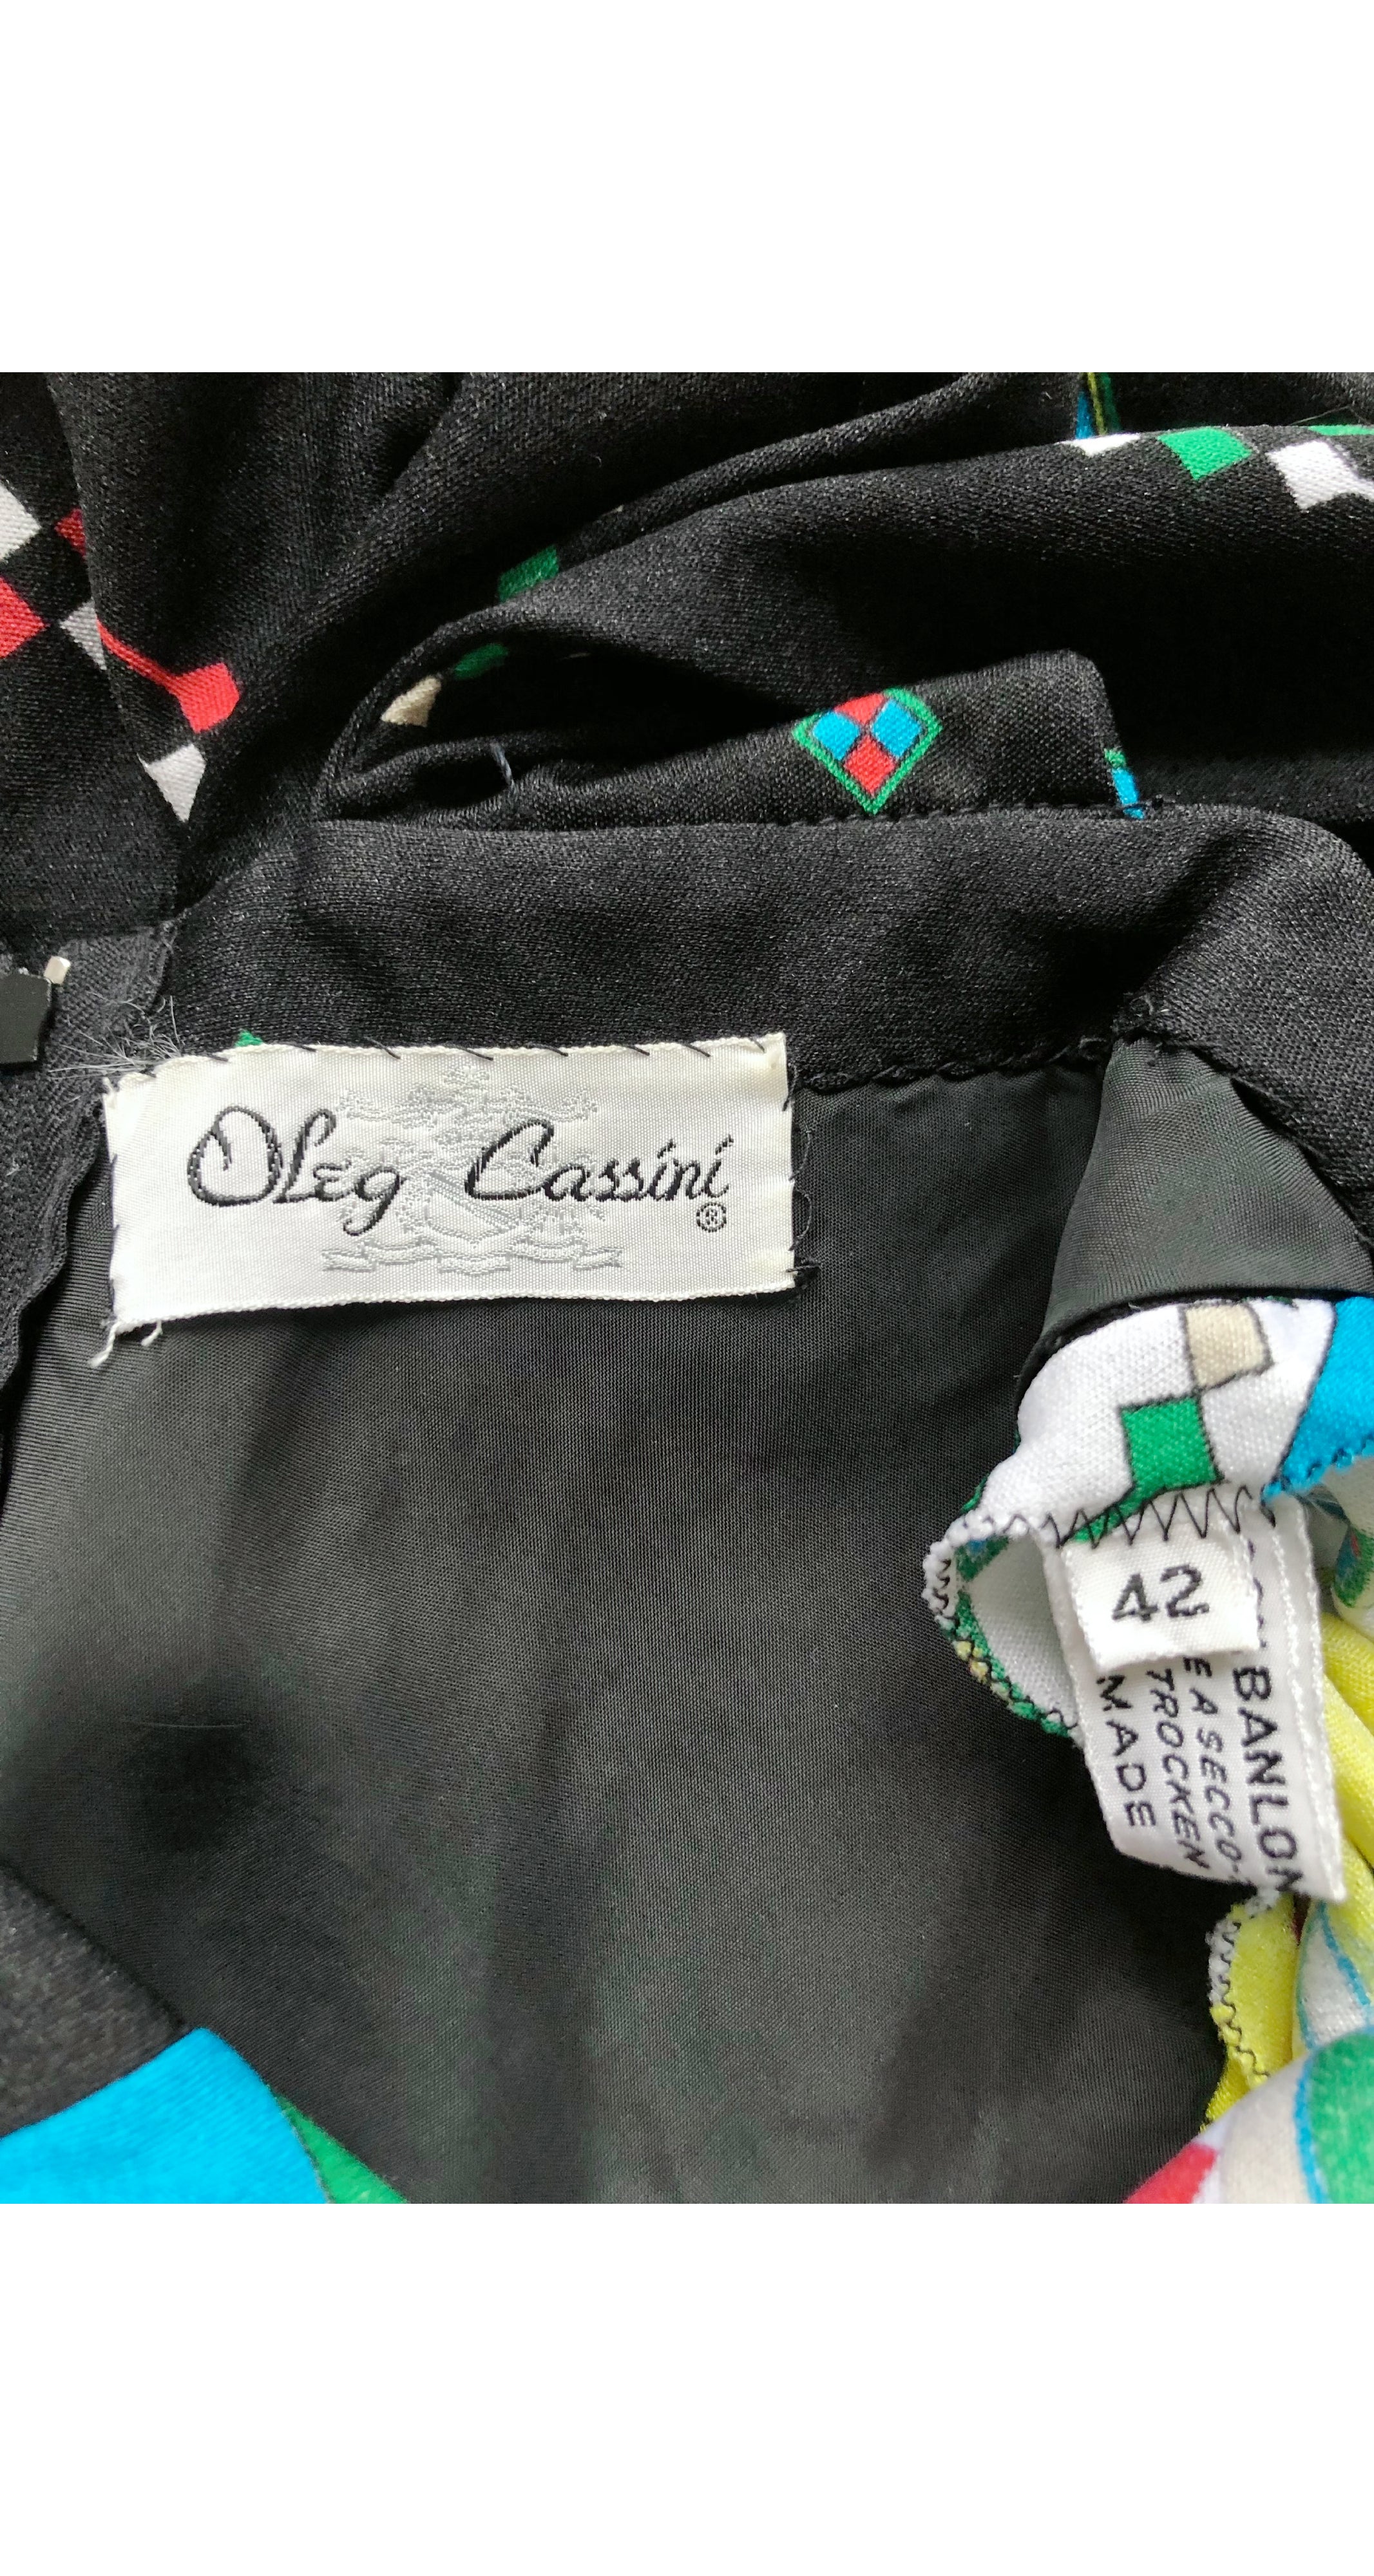 Oleg Cassini
®
42
BANLON
E A SECCO-
TROCKEN
MADE